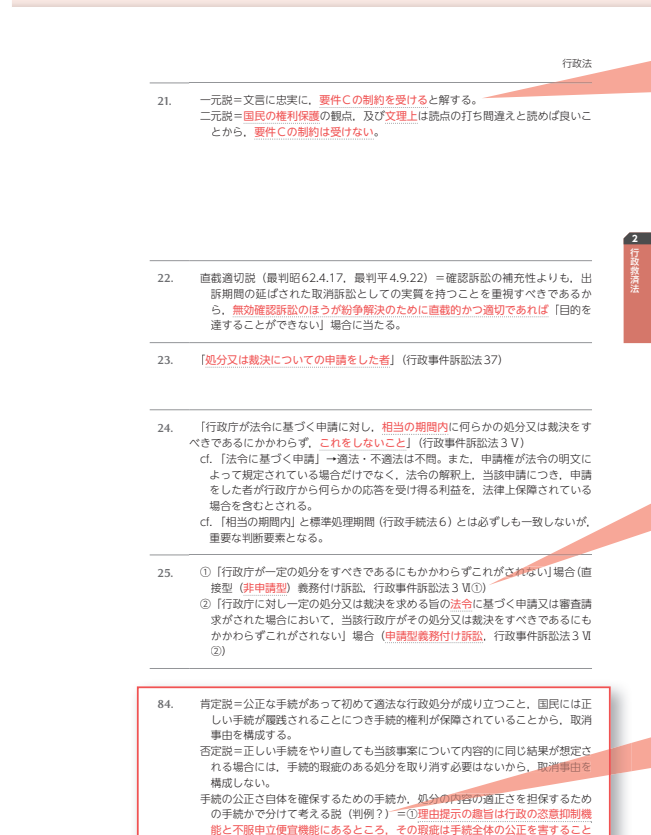 行政法
21. 一元説＝文言に忠実に，要件Ｃの制約を受けると解する。
二元説＝国民の権利保護の観点，及び文理上は読点の打ち間違えと読めば良いこ
とから，要件Ｃの制約は受けない。
2
行政救済法
22. 直截適切説（最判昭62.4.17，最判平4.9.22）＝確認訴訟の補充性よりも，出
訴期間の延ばされた取消訴訟としての実質を持つことを重視すべきであるか
ら，無効確認訴訟のほうが紛争解決のために直截的かつ適切であれば「目的を
達することができない」場合に当たる。
23. 「処分又は裁決についての申請をした者」（行政事件訴訟法37）
24. 「行政庁が法令に基づく申請に対し，相当の期間内に何らかの処分又は裁決をす
べきであるにかかわらず，これをしないこと」（行政事件訴訟法３Ⅴ）
cf. 「法令に基づく申請」→適法・不適法は不問。また，申請権が法令の明文に
よって規定されている場合だけでなく，法令の解釈上，当該申請につき，申請
をした者が行政庁から何らかの応答を受け得る利益を，法律上保障されている
場合を含むとされる。
cf. 「相当の期間内」と標準処理期間（行政手続法６）とは必ずしも一致しないが，
重要な判断要素となる。
25. ①「行政庁が一定の処分をすべきであるにもかかわらずこれがされない」場合（直
接型（非申請型）義務付け訴訟，行政事件訴訟法３Ⅵ①）
②「行政庁に対し一定の処分又は裁決を求める旨の法令に基づく申請又は審査請
求がされた場合において，当該行政庁がその処分又は裁決をすべきであるにも
かかわらずこれがされない」場合（申請型義務付け訴訟，行政事件訴訟法３Ⅵ
②）
84. 肯定説＝公正な手続があって初めて適法な行政処分が成り立つこと，国民には正
しい手続が履践されることにつき手続的権利が保障されていることから，取消
事由を構成する。
否定説＝正しい手続をやり直しても当該事案について内容的に同じ結果が想定さ
れる場合には，手続的瑕疵のある処分を取り消す必要はないから，取消事由を
構成しない。
手続の公正さ自体を確保するための手続か，処分の内容の適正さを担保するため
の手続かで分けて考える説（判例？）＝①理由提示の趣旨は行政の恣意抑制機
能と不服申立便宜機能にあるところ，その瑕疵は手続全体の公正を害すること